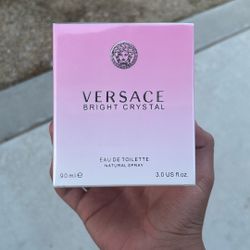 VERSACE
BRIGHT CRYSTAL
EAU DE TOILETTE
NATURAL SPRAY
90 ml ℮ 3.0 US fl. oz.